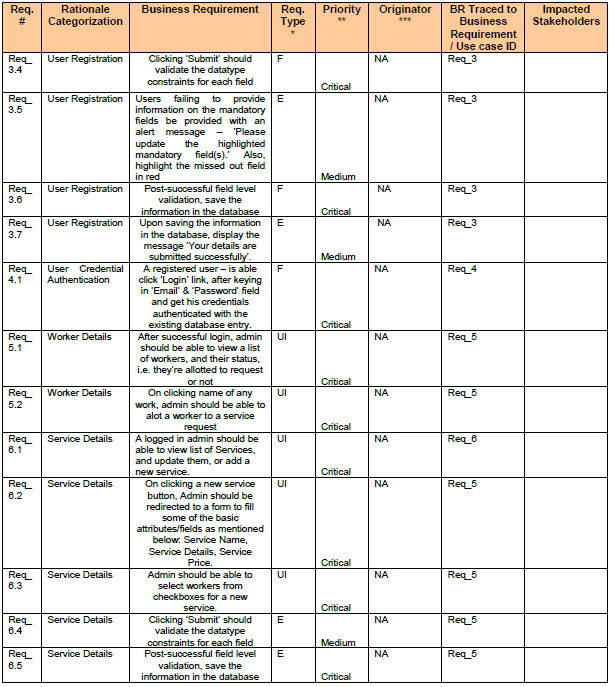 Req. # Rationale Categorization Business Requirement Req. Type * Priority ** Originator *** BR Traced to Business Requirement / Use case ID Impacted Stakeholders
Req_ 3.4 User Registration Clicking 'Submit' should
validate the datatype
constraints for each field F Critical NA Req_3
Req_ 3.5 User Registration Users failing to provide
information on the mandatory
fields be provided with an
alert message – 'Please
update the highlighted
mandatory field(s).' Also,
highlight the missed out field
in red E Medium NA Req_3
Req_ 3.6 User Registration Post-successful field level
validation, save the
information in the database F Critical NA Req_3
Req_ 3.7 User Registration Upon saving the information
in the database, display the
message 'Your details are
submitted successfully'. E Medium NA Req_3
Req_ 4.1 User Credential Authentication A registered user – is able
click 'Login' link, after keying
in 'Email' & 'Password' field
and get his credentials
authenticated with the
existing database entry. F Critical NA Req_4
Req_ 5.1 Worker Details After successful login, admin
should be able to view a list
of workers, and their status,
i.e. they're allotted to request
or not UI Critical NA Req_5
Req_ 5.2 Worker Details On clicking name of any
work, admin should be able to
alot a worker to a service
request UI Critical NA Req_5
Req_ 6.1 Service Details A logged in admin should be
able to view list of Services,
and update them, or add a
new service. UI Critical NA Req_6
Req_ 6.2 Service Details On clicking a new service
button, Admin should be
redirected to a form to fill
some of the basic
attributes/fields as mentioned
below: Service Name,
Service Details, Service
Price. UI Critical NA Req_5
Req_ 6.3 Service Details Admin should be able to
select workers from
checkboxes for a new
service. UI Critical NA Req_5
Req_ 6.4 Service Details Clicking 'Submit' should
validate the datatype
constraints for each field E Medium NA Req_5
Req_ 6.5 Service Details Post-successful field level
validation, save the
information in the database E Critical NA Req_5